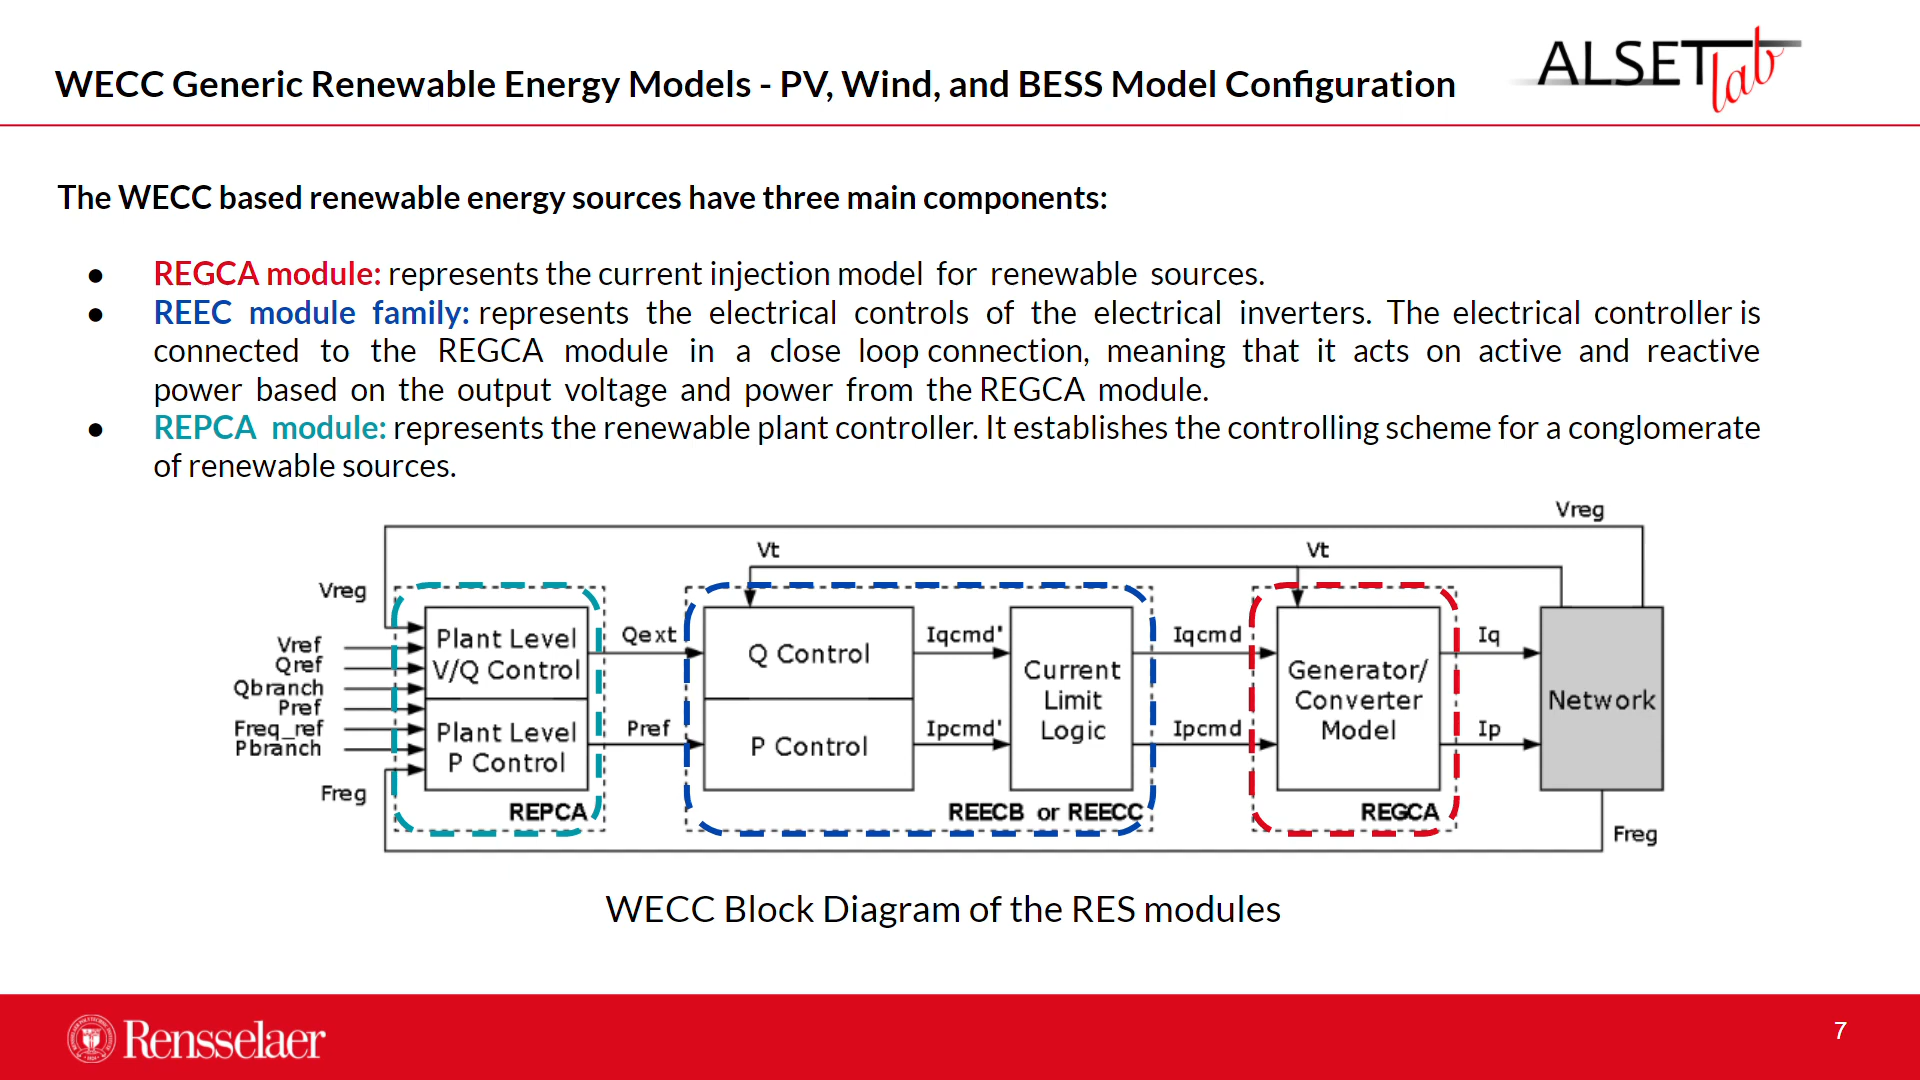 WECC Generic Renewable Energy Models - PV, Wind, and BESS Model Configuration
ALSET lab
The WECC based renewable energy sources have three main components:
● REGCA module: represents the current injection model for renewable sources.
● REEC module family: represents the electrical controls of the electrical inverters. The electrical controller is
connected to the REGCA module in a close loop connection, meaning that it acts on active and reactive
power based on the output voltage and power from the REGCA module.
● REPCA module: represents the renewable plant controller. It establishes the controlling scheme for a conglomerate
of renewable sources.
Vreg
Vt
Vt
Vreg
Vref
Qref
Qbranch
Pref
Freq_ref
Pbranch
Freg
Plant Level
V/Q Control
Plant Level
P Control
REPCA
Qext
Pref
Q Control
P Control
Iqcmd'
Ipcmd'
Current
Limit
Logic
REECB or REECC
Iqcmd
Ipcmd
Generator/
Converter
Model
REGCA
Iq
Ip
Network
Freg
WECC Block Diagram of the RES modules
Rensselaer
7